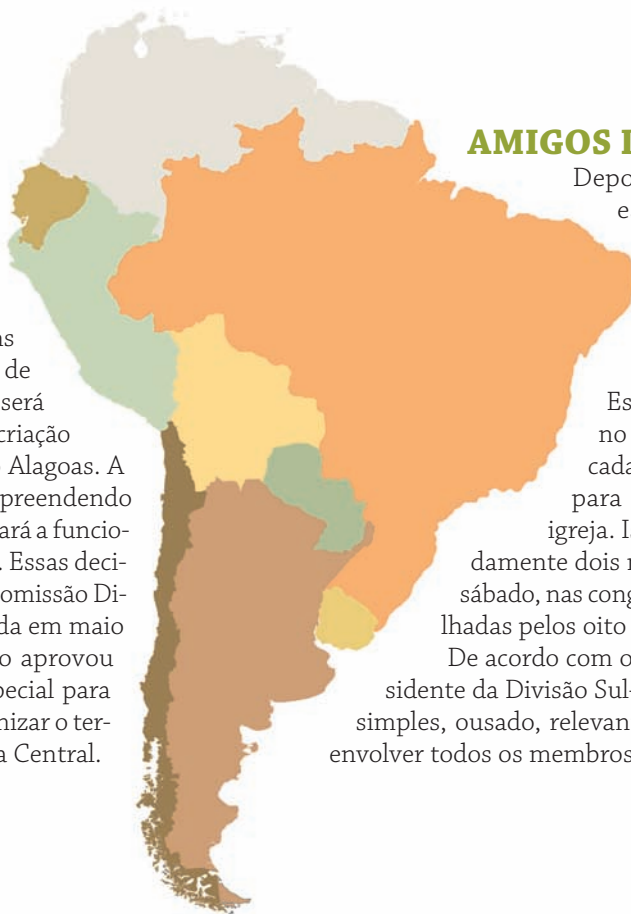 ns
de
será
criação
Alagoas. A
preendendo
ará a funcio-
. Essas deci-
omissão Di-
da em maio
o aprovou
pecial para
nizar o ter-
a Central.
AMIGOS
Depo
e
Es
no
cada
para
igreja.
damente dois
sábado, nas cong
lhadas pelos oito
De acordo com o
sidente da Divisão Sul-
simples, ousado, relevan
envolver todos os membros